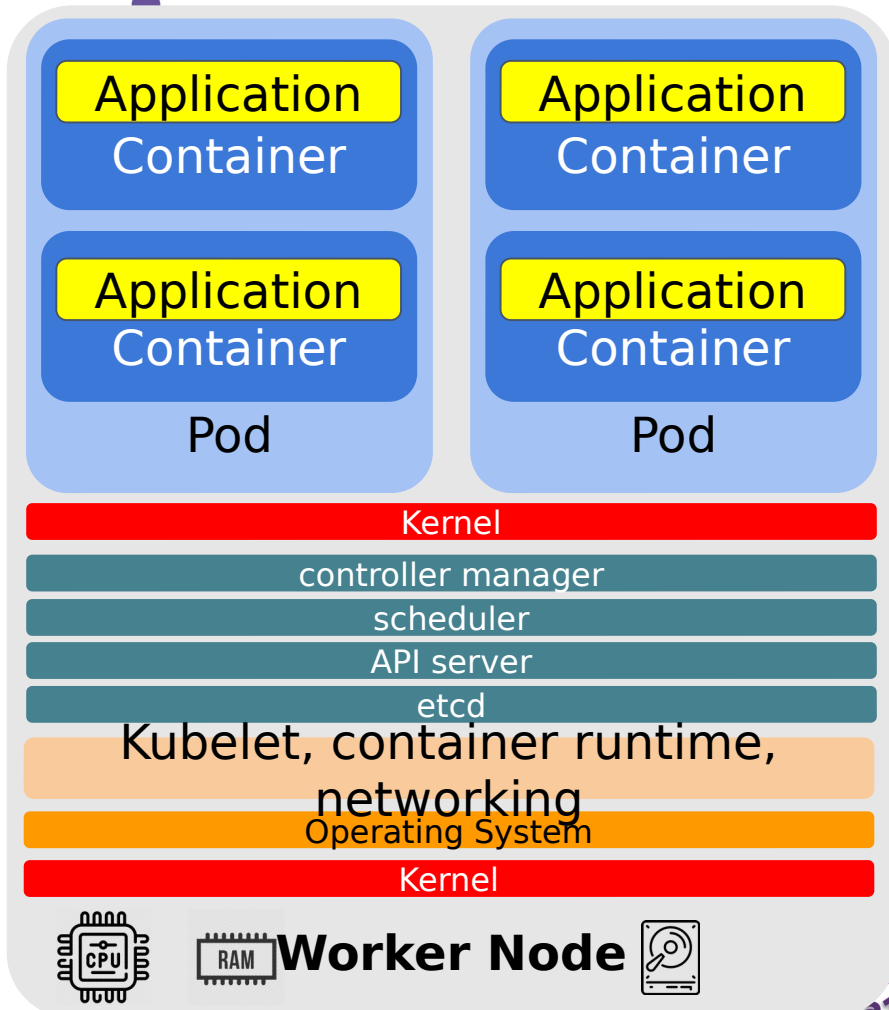 Application
Container
Application
Container
Pod
Application
Container
Application
Container
Pod
Kernel
controller manager
scheduler
API server
etcd
Kubelet, container runtime,
networking
Operating System
Kernel
CPU
RAM
Worker Node